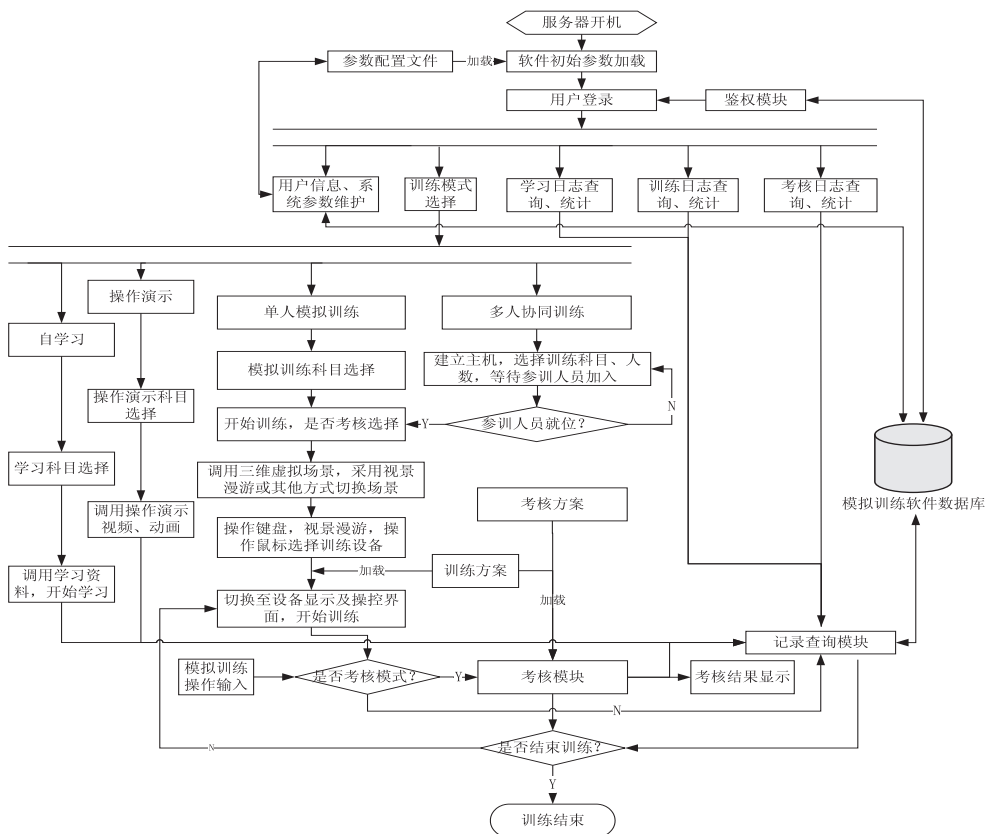 服务器开机
参数配置文件
加载
软件初始参数加载
用户登录
鉴权模块
用户信息、系
统参数维护
训练模式
选择
学习日志查
询、统计
训练日志查
询、统计
考核日志查
询、统计
操作演示
单人模拟训练
多人协同训练
自学习
模拟训练科目选择
建立主机，选择训练科目、人
数，等待参训人员加入
操作演示科目
选择
开始训练，是否考核选择
Y
参训人员就位？
N
学习科目选择
调用三维虚拟场景，采用视景
漫游或其他方式切换场景
模拟训练软件数据库
调用操作演示
视频、动画
操作键盘，视景漫游，操
作鼠标选择训练设备
考核方案
调用学习资
料，开始学习
加载
训练方案
加载
切换至设备显示及操控界
面，开始训练
记录查询模块
模拟训练
操作输入
是否考核模式？
Y
考核模块
考核结果显示
N
N
是否结束训练？
Y
训练结束